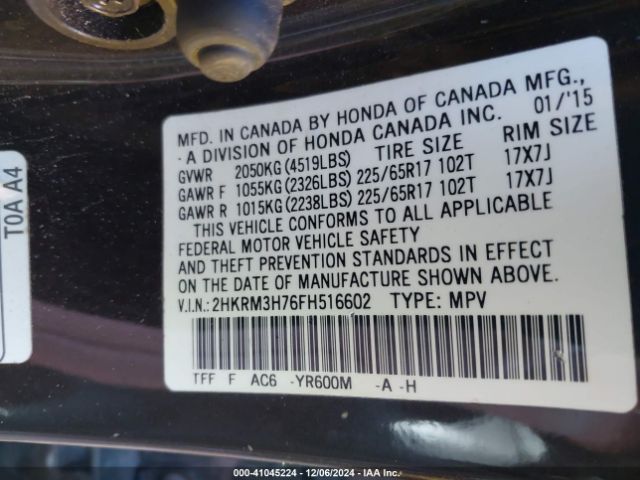 MFD. IN CANADA BY HONDA OF CANADA MFG.,
- A DIVISION OF HONDA CANADA INC. 01/'15
GVWR 2050KG(4519LBS) TIRE SIZE RIM SIZE
GAWR F 1055KG(2326LBS) 225/65R17 102T 17X7J
GAWR R 1015KG(2238LBS) 225/65R17 102T 17X7J
THIS VEHICLE CONFORMS TO ALL APPLICABLE
FEDERAL MOTOR VEHICLE SAFETY
AND THEFT PREVENTION STANDARDS IN EFFECT
ON THE DATE OF MANUFACTURE SHOWN ABOVE.
V.I.N.: 2HKRM3H76FH516602 TYPE: MPV
TFF F AC6 -YR600M -A -H
T0A A4
000-41045224 - 12/06/2024 - IAA Inc.